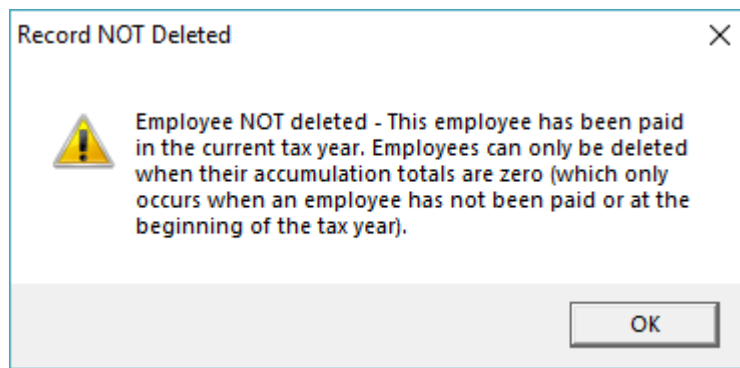 Record NOT Deleted
Employee NOT deleted - This employee has been paid
in the current tax year. Employees can only be deleted
when their accumulation totals are zero (which only
occurs when an employee has not been paid or at the
beginning of the tax year).
OK